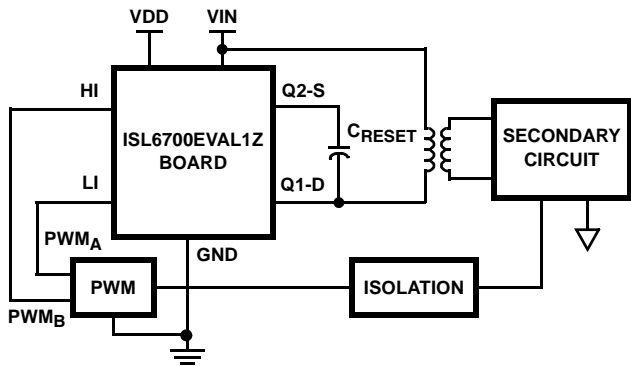 VDD
VIN
HI
Q2-S
ISL6700EVAL1Z
BOARD
CRESET
SECONDARY
CIRCUIT
LI
Q1-D
PWMA
GND
PWM
ISOLATION
PWMB